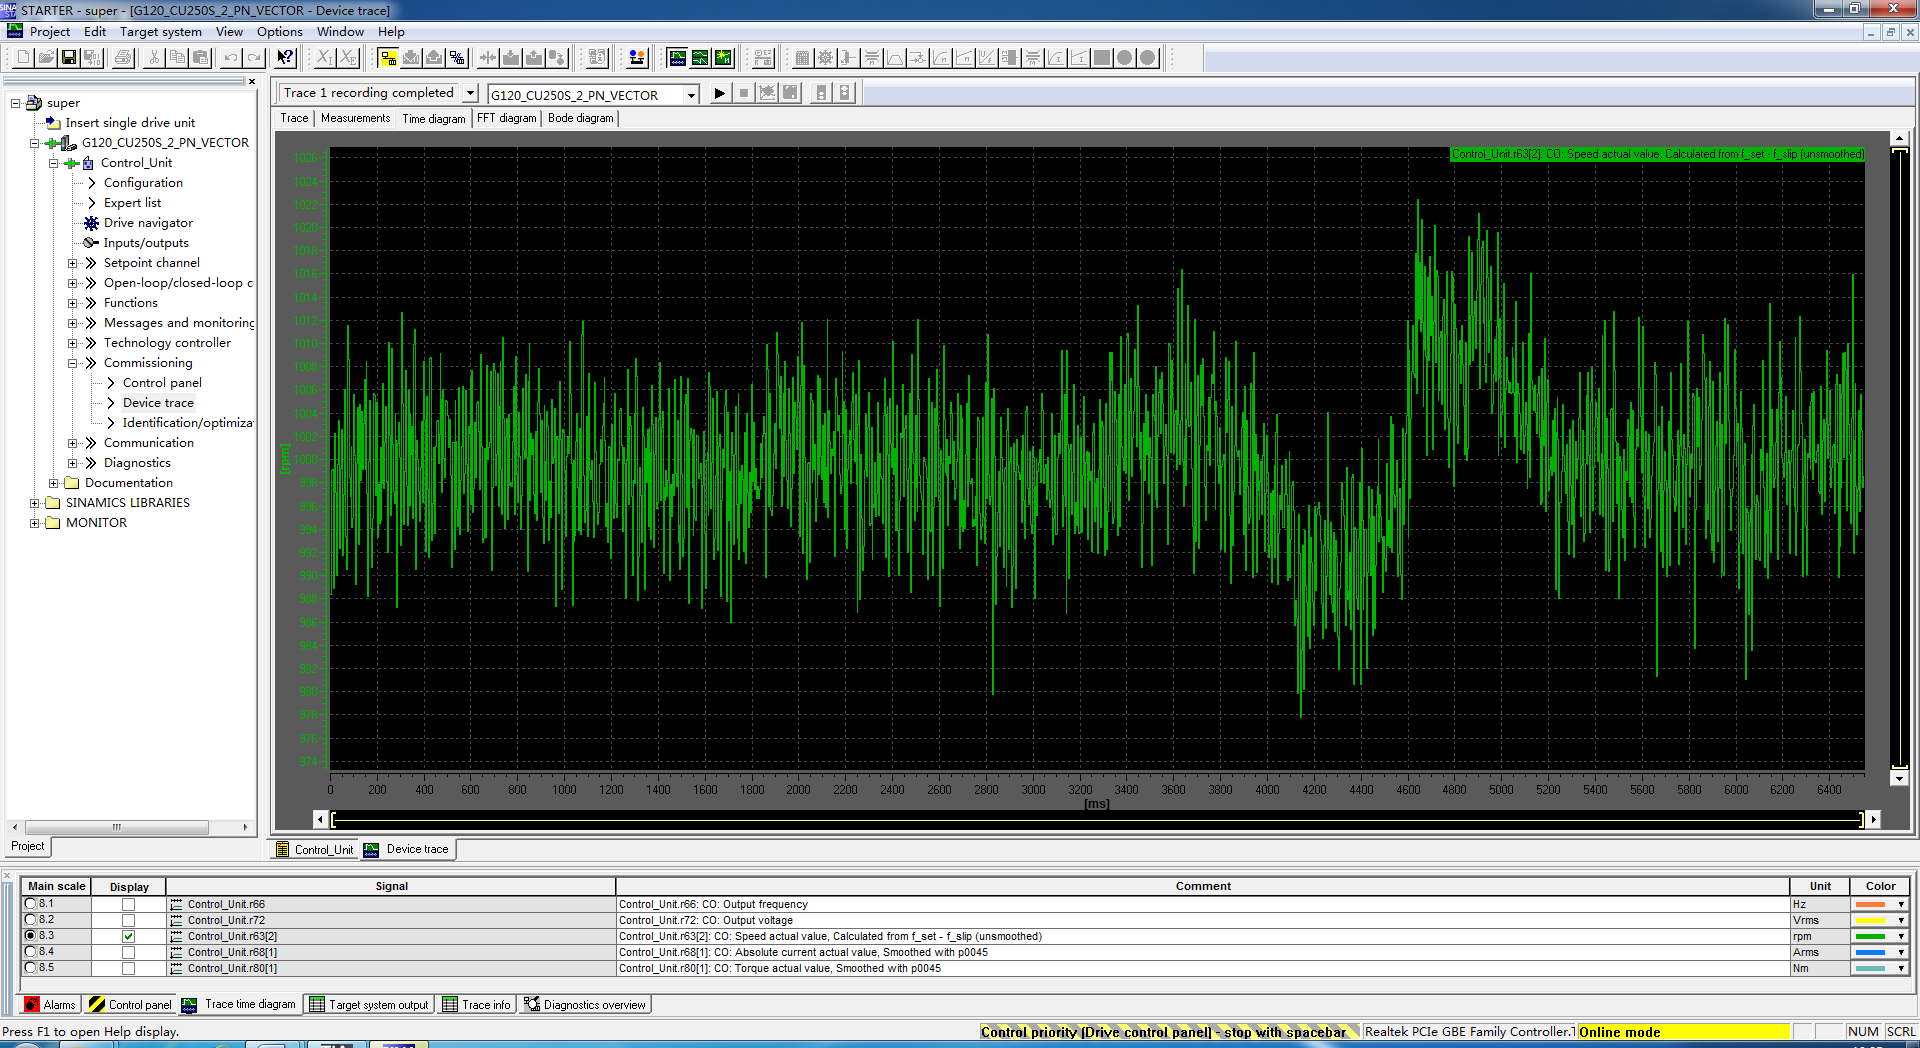 STARTER - super - [G120_CU250S_2_PN_VECTOR - Device trace]
Project Edit Target system View Options Window Help
Trace 1 recording completed G120_CU250S_2_PN_VECTOR
Trace Measurements Time diagram FFT diagram Bode diagram
super
Insert single drive unit
G120_CU250S_2_PN_VECTOR
Control_Unit
Configuration
Expert list
Drive navigator
Inputs/outputs
Setpoint channel
Open-loop/closed-loop c
Functions
Messages and monitoring
Technology controller
Commissioning
Control panel
Device trace
Identification/optimiza
Communication
Diagnostics
Documentation
SINAMICS LIBRARIES
MONITOR
Project
Control_Unit.r63[2]: CO: Speed actual value, Calculated from f_set - f_slip (unsmoothed)
1026
1024
1022
1020
1018
1016
1014
1012
1010
1008
1006
1004
1002
1000
998
996
994
992
990
988
986
984
982
980
978
976
974
[rpm]
0 200 400 600 800 1000 1200 1400 1600 1800 2000 2200 2400 2600 2800 3000 3200 3400 3600 3800 4000 4200 4400 4600 4800 5000 5200 5400 5600 5800 6000 6200 6400
[ms]
Control_Unit Device trace
Main scale Display Signal Comment Unit Color
8.1 Control_Unit.r66 Control_Unit.r66: CO: Output frequency Hz
8.2 Control_Unit.r72 Control_Unit.r72: CO: Output voltage Vrms
8.3 Control_Unit.r63[2] Control_Unit.r63[2]: CO: Speed actual value, Calculated from f_set - f_slip (unsmoothed) rpm
8.4 Control_Unit.r68[1] Control_Unit.r68[1]: CO: Absolute current actual value, Smoothed with p0045 Arms
8.5 Control_Unit.r80[1] Control_Unit.r80[1]: CO: Torque actual value, Smoothed with p0045 Nm
Alarms Control panel Trace time diagram Target system output Trace info Diagnostics overview
Press F1 to open Help display. Control priority [Drive control panel] - stop with spacebar Realtek PCIe GBE Family Controller.T Online mode NUM SCRL